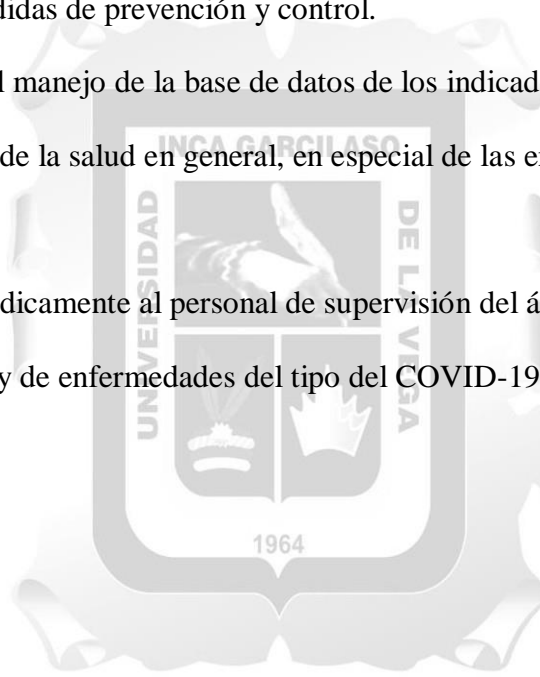 didas de prevención y control.
l manejo de la base de datos de los indicad
de la salud en general, en especial de las e
dicamente al personal de supervisión del á
y de enfermedades del tipo del COVID-19
INCA GARCILASO
UNIVERSIDAD
DE LA VEGA
1964